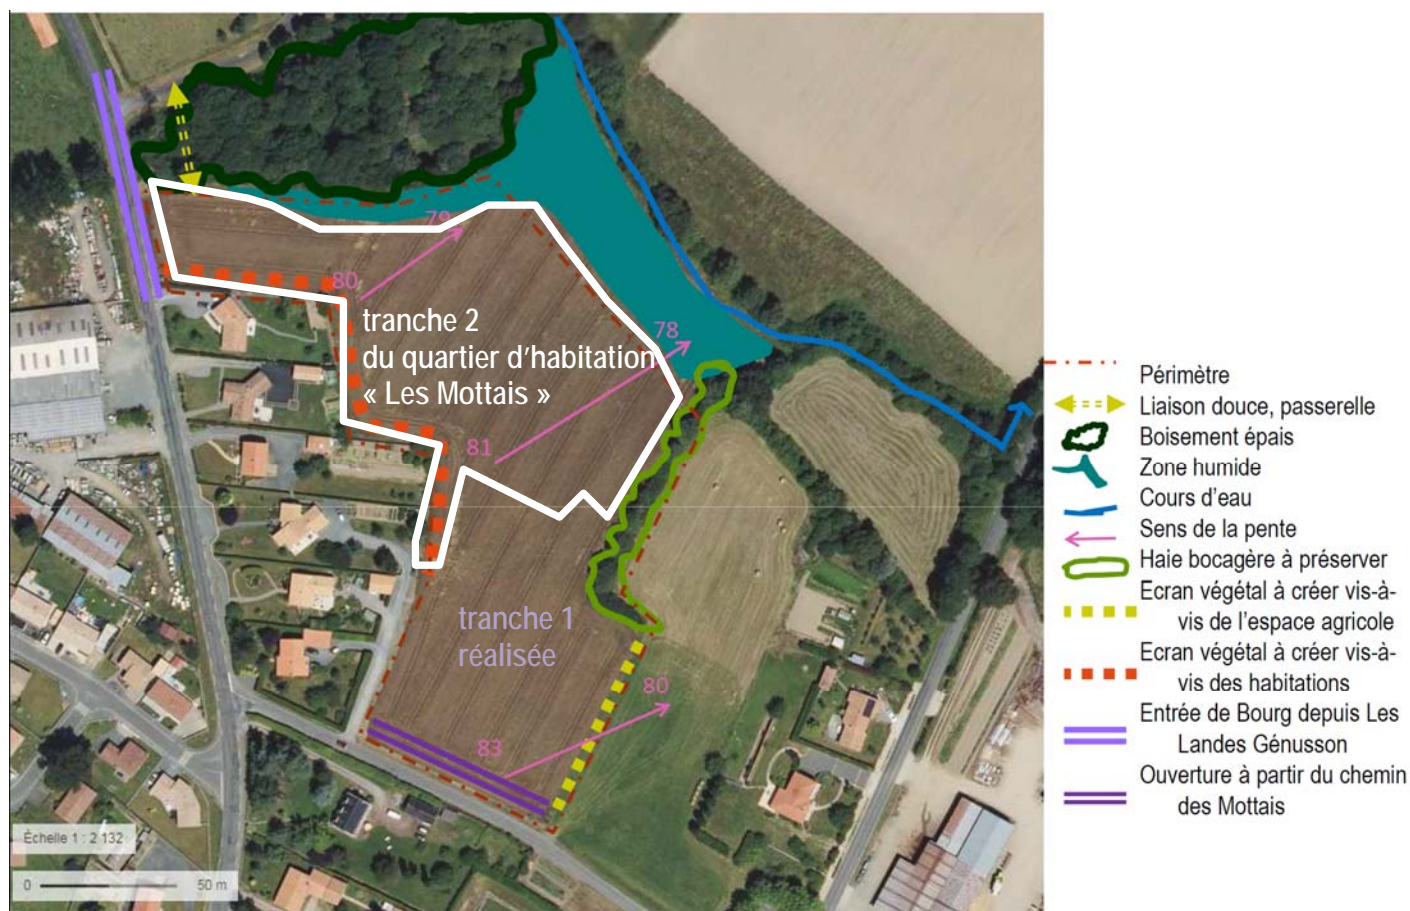 79
80
tranche 2
du quartier d’habitation
« Les Mottais »
78
81
tranche 1
réalisée
80
83
Échelle 1 : 2 132
0 50 m
Périmètre
Liaison douce, passerelle
Boisement épais
Zone humide
Cours d’eau
Sens de la pente
Haie bocagère à préserver
Ecran végétal à créer vis-à-
vis de l’espace agricole
Ecran végétal à créer vis-à-
vis des habitations
Entrée de Bourg depuis Les
Landes Génusson
Ouverture à partir du chemin
des Mottais